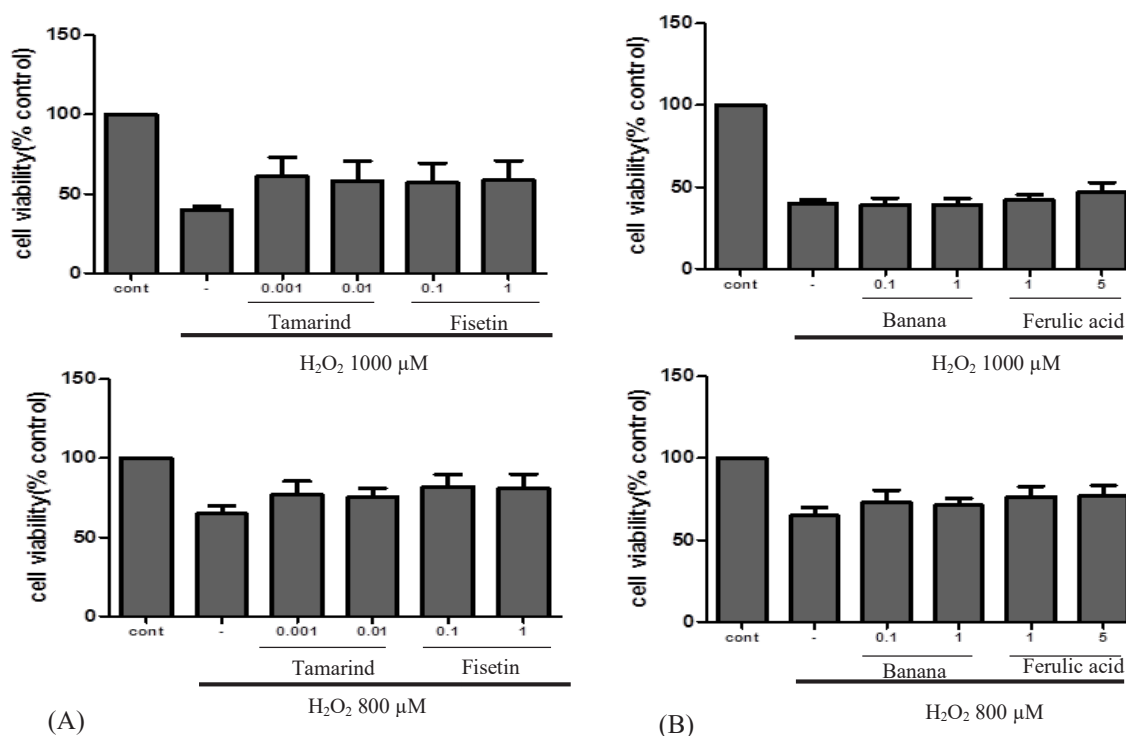 150
100
50
0
cell viability(% control)
cont - 0.001 0.01 0.1 1
Tamarind Fisetin
H₂O₂ 1000 µM
150
100
50
0
cell viability(% control)
cont - 0.1 1 1 5
Banana Ferulic acid
H₂O₂ 1000 µM
150
100
50
0
cell viability(% control)
cont - 0.001 0.01 0.1 1
Tamarind Fisetin
H₂O₂ 800 µM
(A)
150
100
50
0
cell viability(% control)
cont - 0.1 1 1 5
Banana Ferulic acid
H₂O₂ 800 µM
(B)